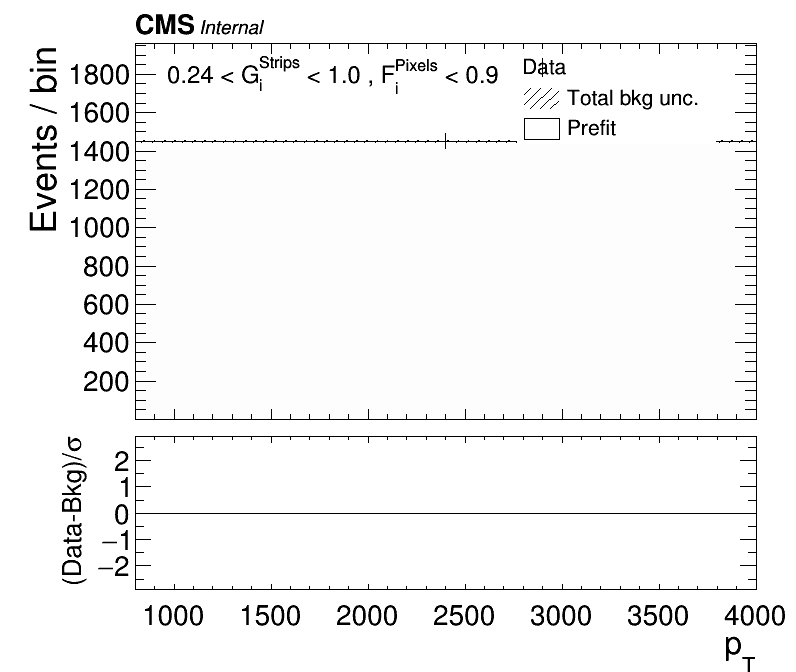 CMS Internal
0.24 < G_i^Strips < 1.0 , F_i^Pixels < 0.9
Data
Total bkg unc.
Prefit
Events / bin
1800
1600
1400
1200
1000
800
600
400
200
(Data-Bkg)/σ
2
1
0
−1
−2
1000 1500 2000 2500 3000 3500 4000
p_T